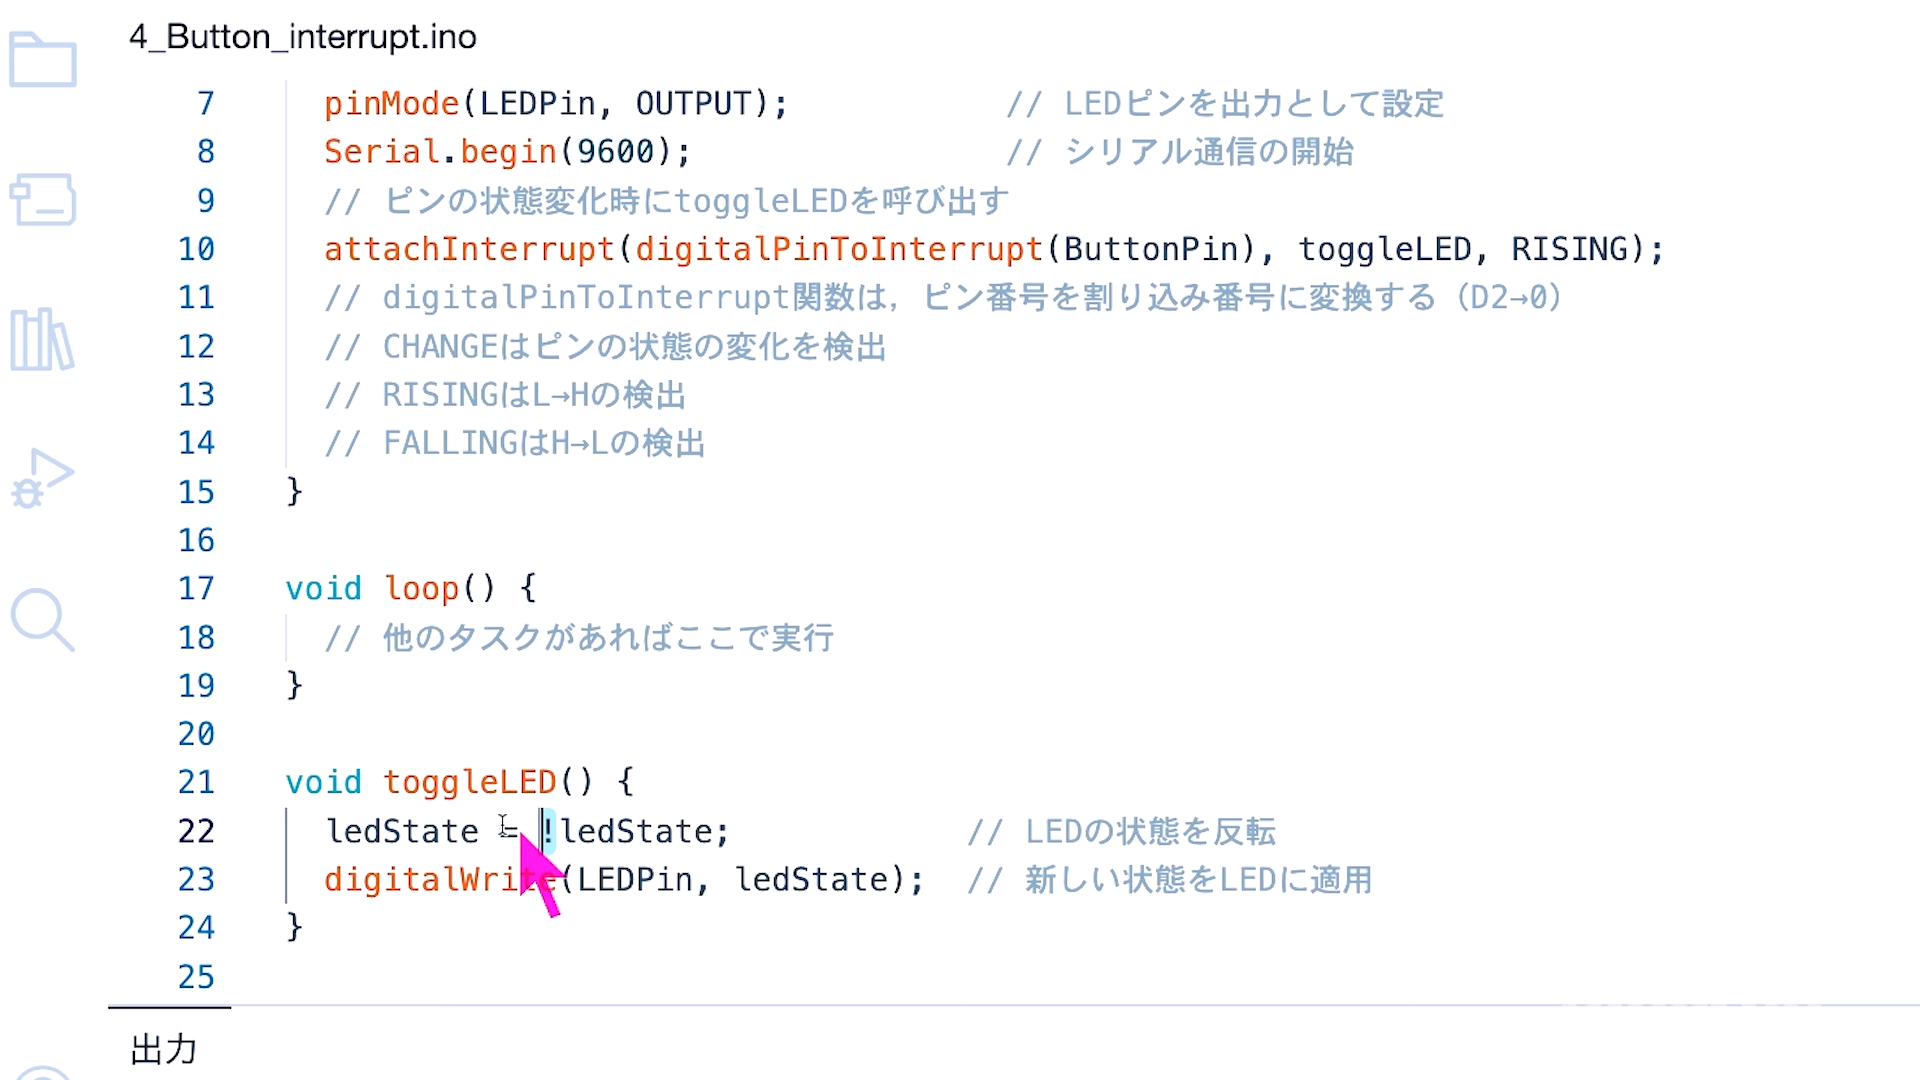 4_Button_interrupt.ino
7 pinMode(LEDPin, OUTPUT); // LEDピンを出力として設定
8 Serial.begin(9600); // シリアル通信の開始
9 // ピンの状態変化時にtoggleLEDを呼び出す
10 attachInterrupt(digitalPinToInterrupt(ButtonPin), toggleLED, RISING);
11 // digitalPinToInterrupt関数は，ピン番号を割り込み番号に変換する（D2→0）
12 // CHANGEはピンの状態の変化を検出
13 // RISINGはL→Hの検出
14 // FALLINGはH→Lの検出
15 }
16
17 void loop() {
18 // 他のタスクがあればここで実行
19 }
20
21 void toggleLED() {
22 ledState = !ledState; // LEDの状態を反転
23 digitalWrite(LEDPin, ledState); // 新しい状態をLEDに適用
24 }
25
出力